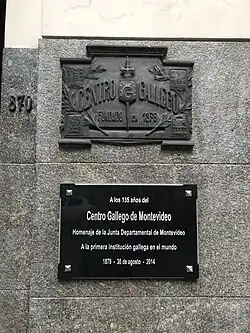 870
CENTRO GALLEGO
FUNDADO EN 1879
A los 135 años del
Centro Gallego de Montevideo
Homenaje de la Junta Departamental de Montevideo
A la primera institución gallega en el mundo
1879 - 30 de agosto - 2014